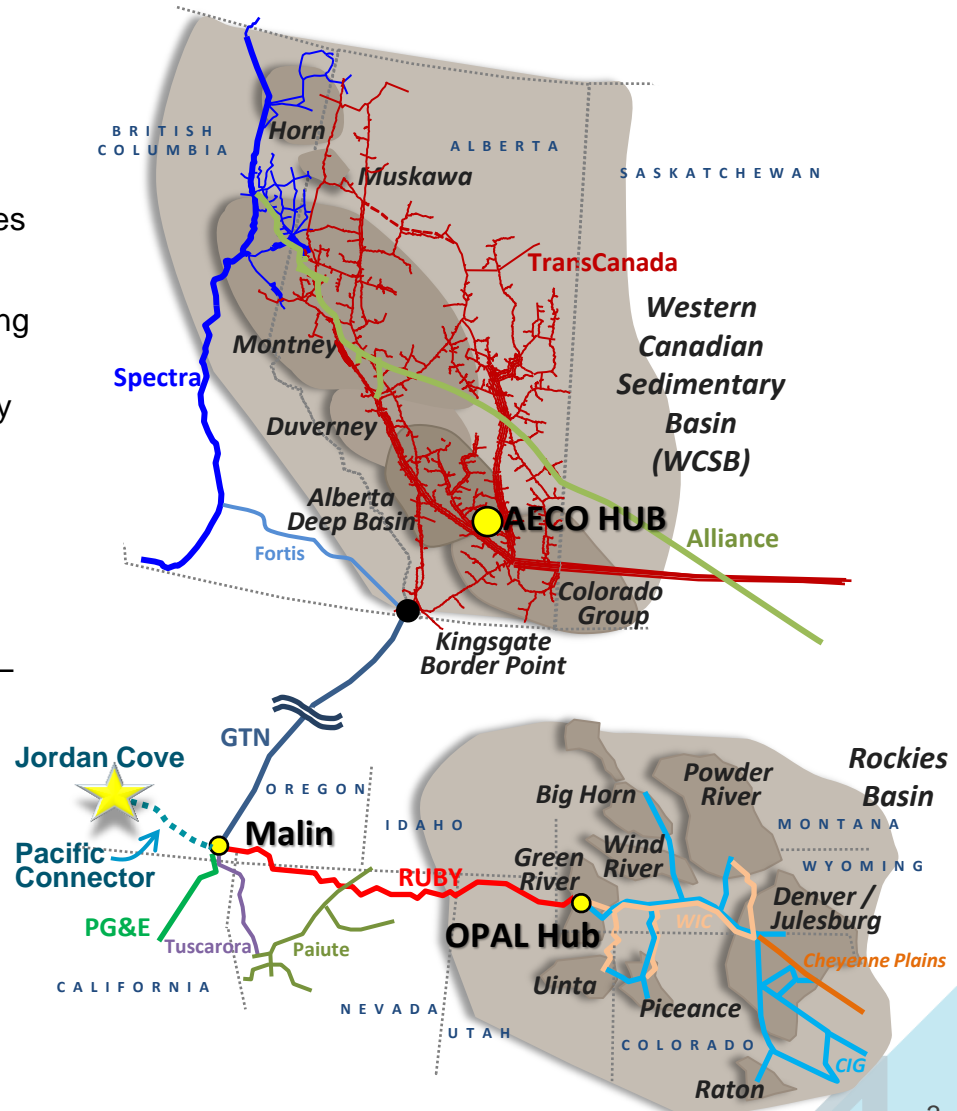 BRITISH
COLUMBIA
ALBERTA
SASKATCHEWAN
Horn
Muskawa
es
TransCanada
ng
Western
Canadian
Sedimentary
Basin
(WCSB)
Montney
Spectra
y
Duverney
Alberta
Deep Basin
AECO HUB
Alliance
Fortis
Colorado
Group
Kingsgate
Border Point
–
GTN
Jordan Cove
OREGON
Malin
IDAHO
Pacific
Connector
RUBY
PG&E
Tuscarora
Paiute
CALIFORNIA
NEVADA
UTAH
Rockies
Basin
Big Horn
Powder
River
MONTANA
Wind
River
WYOMING
Green
River
Denver /
Julesburg
WIC
OPAL Hub
Cheyenne Plains
Uinta
Piceance
COLORADO
CIG
Raton